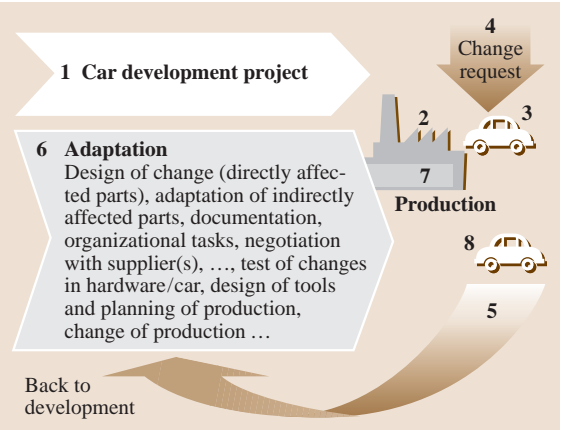 4
Change
request
1 Car development project
2
3
6 Adaptation
Design of change (directly affec-
ted parts), adaptation of indirectly
affected parts, documentation,
organizational tasks, negotiation
with supplier(s), …, test of changes
in hardware/car, design of tools
and planning of production,
change of production …
7
Production
8
5
Back to
development